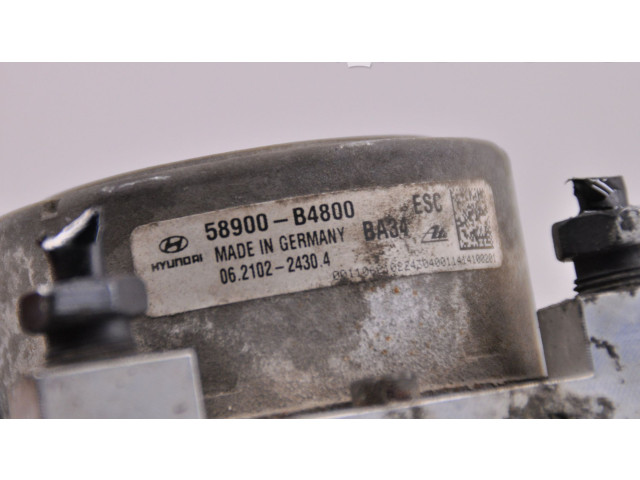 HYUNDAI
58900-B4800
MADE IN GERMANY
06.2102-2430.4
ESC
BA34